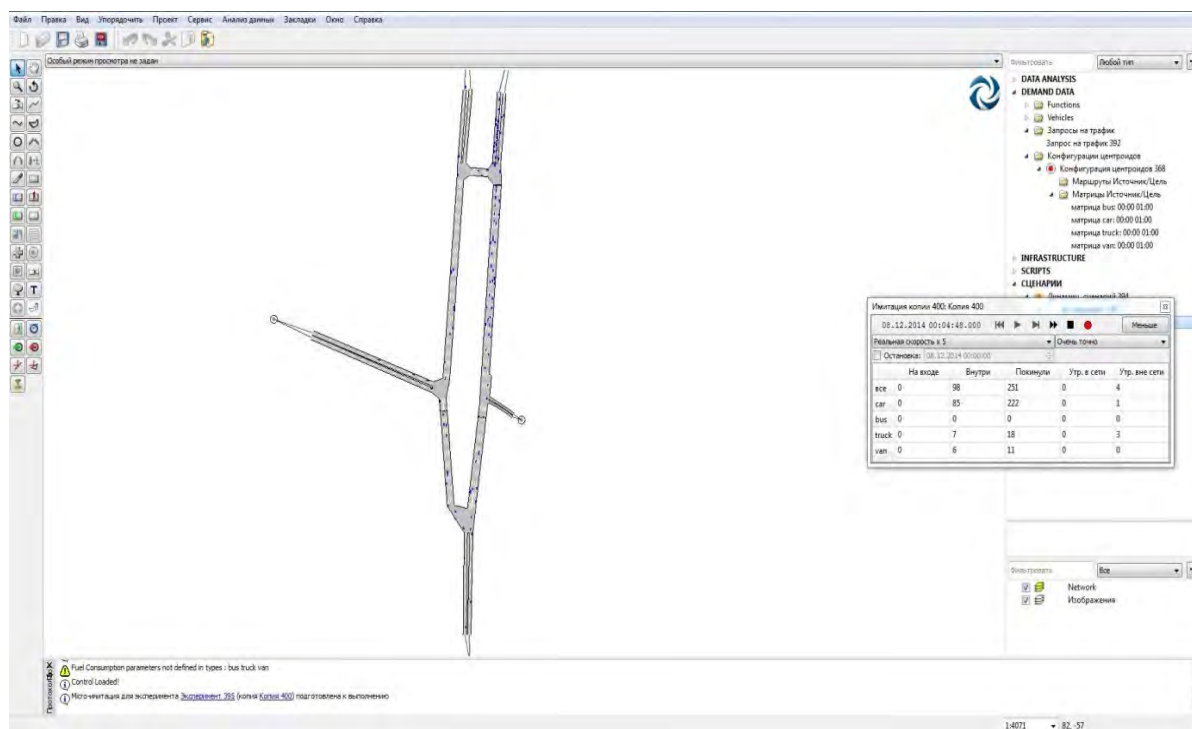 Файл Правка Вид Упорядочить Проект Сервис Анализ данных Закладки Окно Справка
Особый режим просмотра не задан
Фильтровать Любой тип
DATA ANALYSIS
DEMAND DATA
Functions
Vehicles
Запросы на трафик
Запрос на трафик 392
Конфигурации центроидов
Конфигурация центроидов 368
Маршруты Источник/Цель
Матрицы Источник/Цель
матрица bus: 00:00 01:00
матрица car: 00:00 01:00
матрица truck: 00:00 01:00
матрица van: 00:00 01:00
INFRASTRUCTURE
SCRIPTS
СЦЕНАРИИ
Имитация копии 400: Копия 400
08.12.2014 00:04:48.000 Меньше
Реальная скорость x 5 Очень точно
Остановка: 08.12.2014 00:00:00
На входе Внутри Покинули Утр. в сети Утр. вне сети
все 0 98 251 0 4
car 0 85 222 0 1
bus 0 0 0 0 0
truck 0 7 18 0 3
van 0 6 11 0 0
Фильтровать Все
Network
Изображения
Fuel Consumption parameters not defined in types : bus truck van
Control Loaded!
Micro-имитация для эксперимента Эксперимент 395 (копия Копия 400) подготовлена к выполнению
1:4071 82, -57